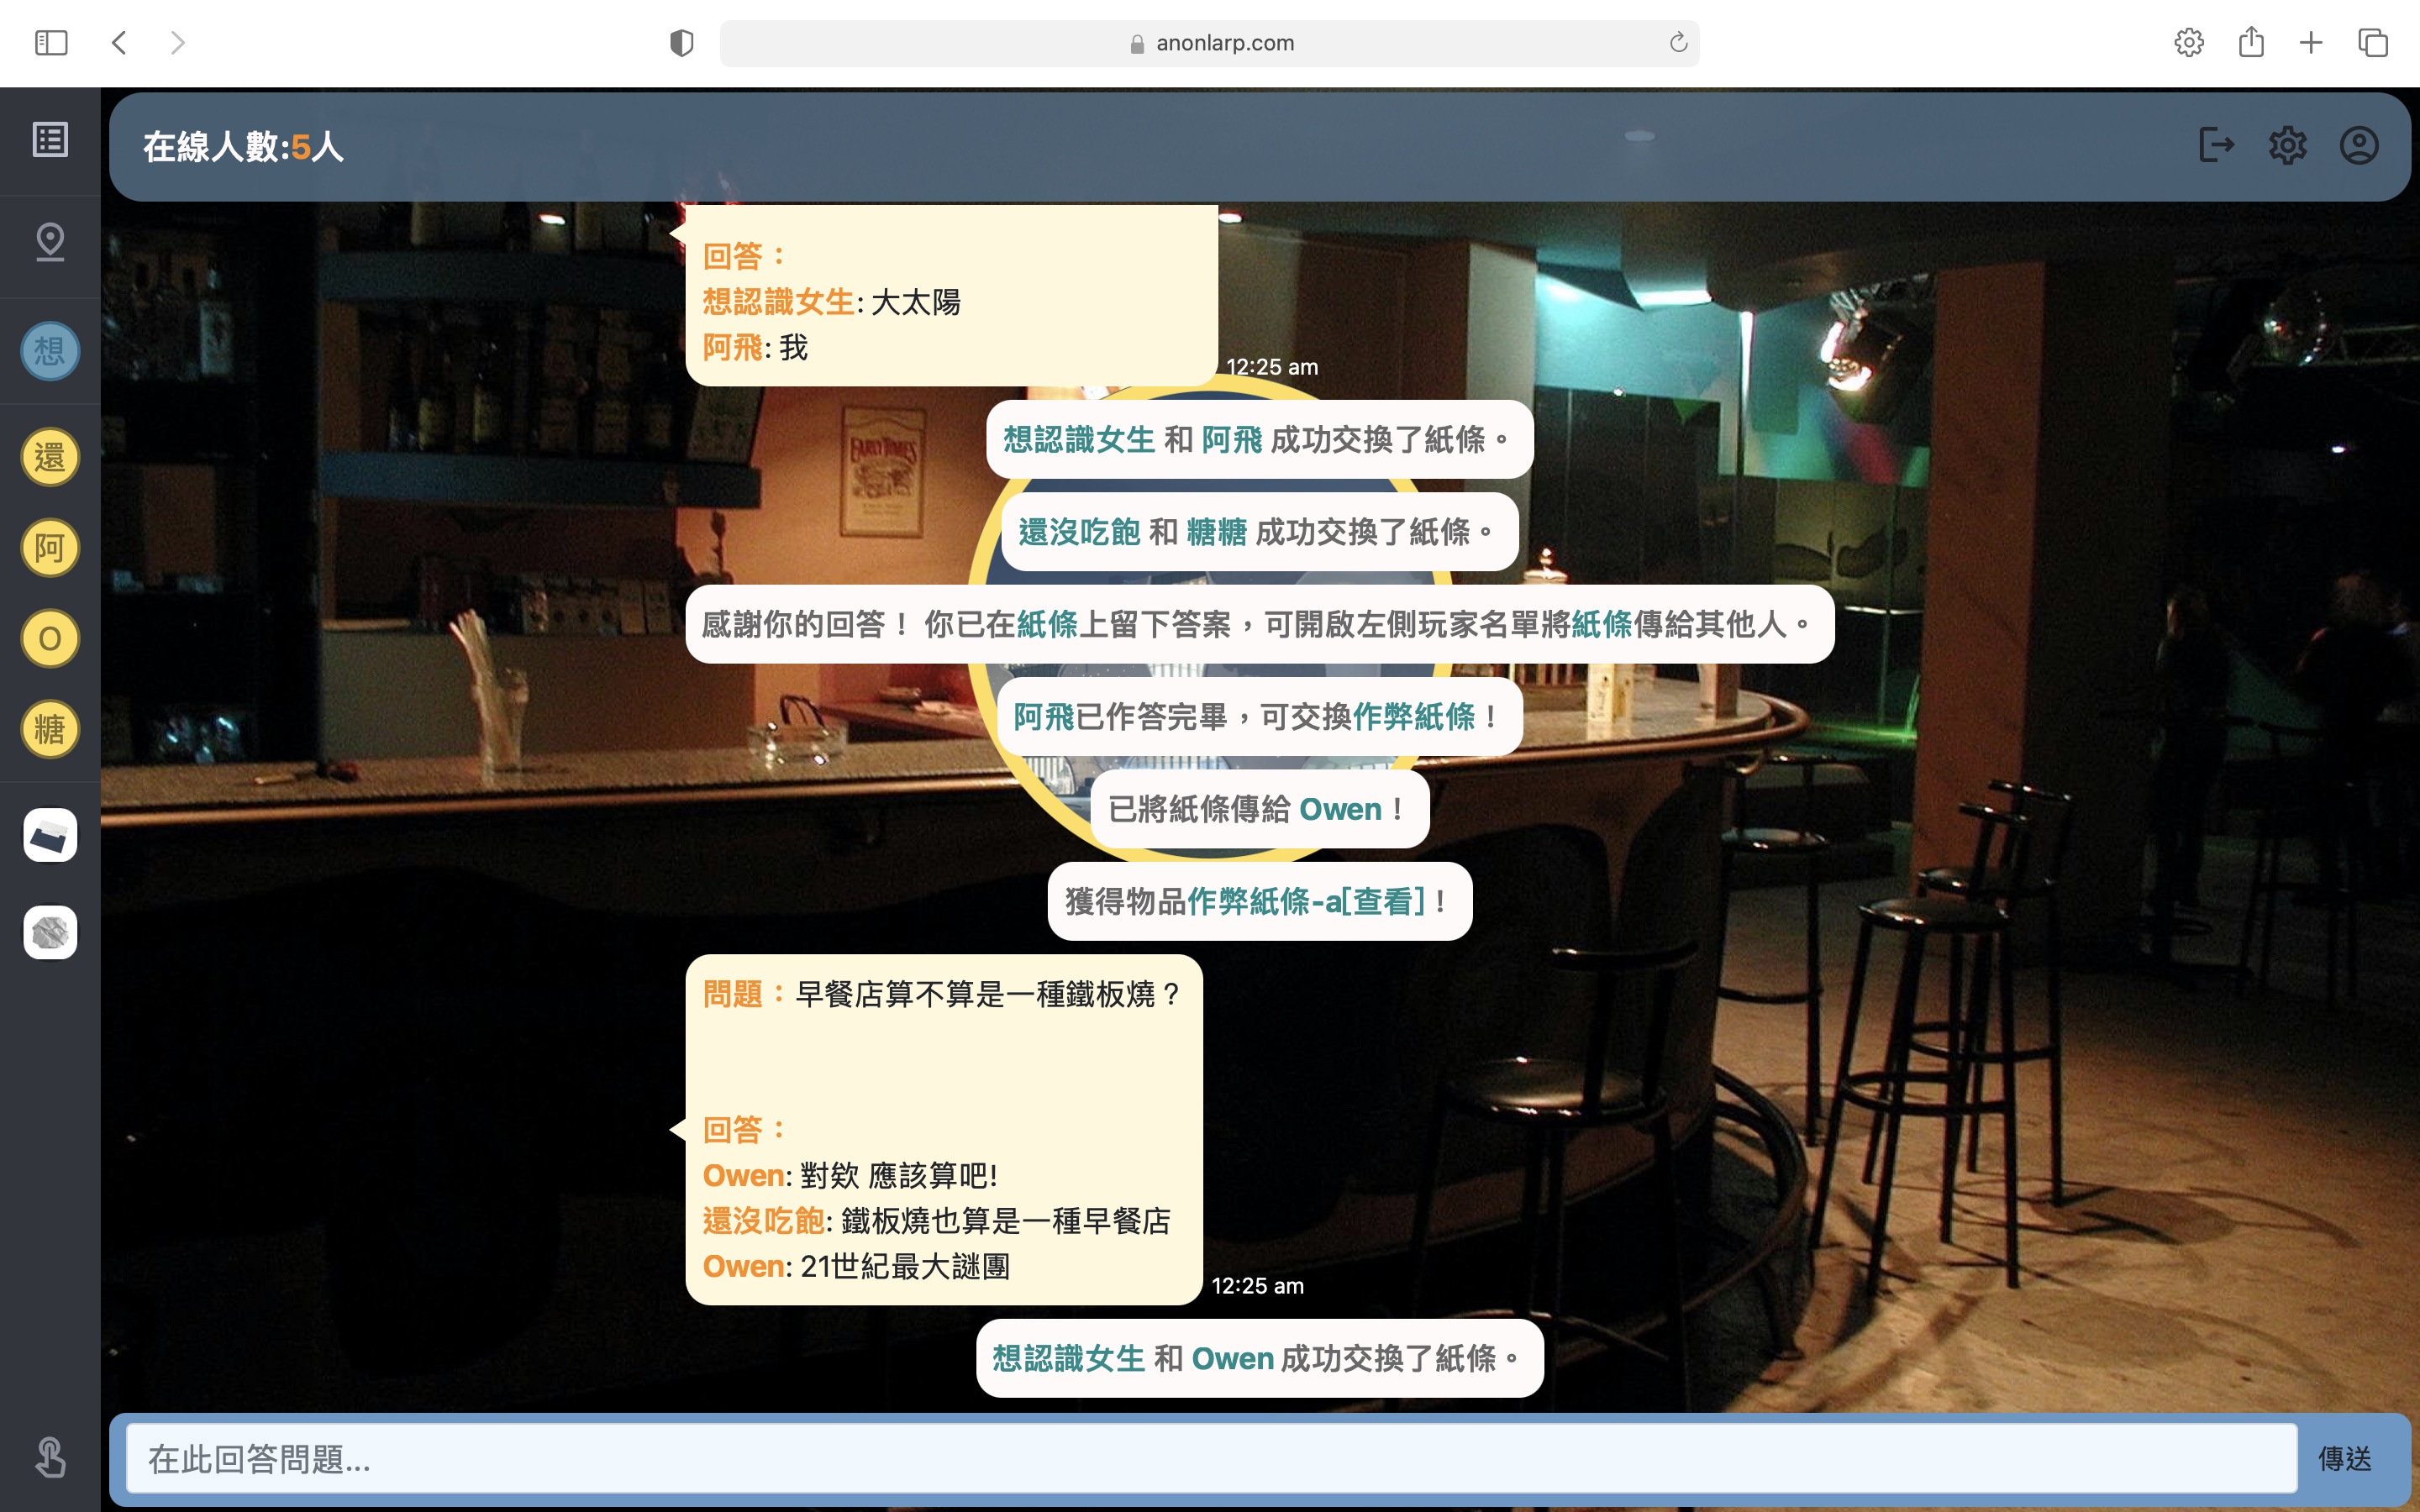 anonlarp.com
在線人數:5人
想
還
阿
O
糖
回答：
想認識女生: 大太陽
阿飛: 我
12:25 am
EARLY TIMES
想認識女生 和 阿飛 成功交換了紙條。
還沒吃飽 和 糖糖 成功交換了紙條。
感謝你的回答！ 你已在紙條上留下答案，可開啟左側玩家名單將紙條傳給其他人。
阿飛已作答完畢，可交換作弊紙條！
已將紙條傳給 Owen！
獲得物品作弊紙條-a[查看]！
問題：早餐店算不算是一種鐵板燒？
回答：
Owen: 對欸 應該算吧!
還沒吃飽: 鐵板燒也算是一種早餐店
Owen: 21世紀最大謎團
12:25 am
想認識女生 和 Owen 成功交換了紙條。
在此回答問題...
傳送